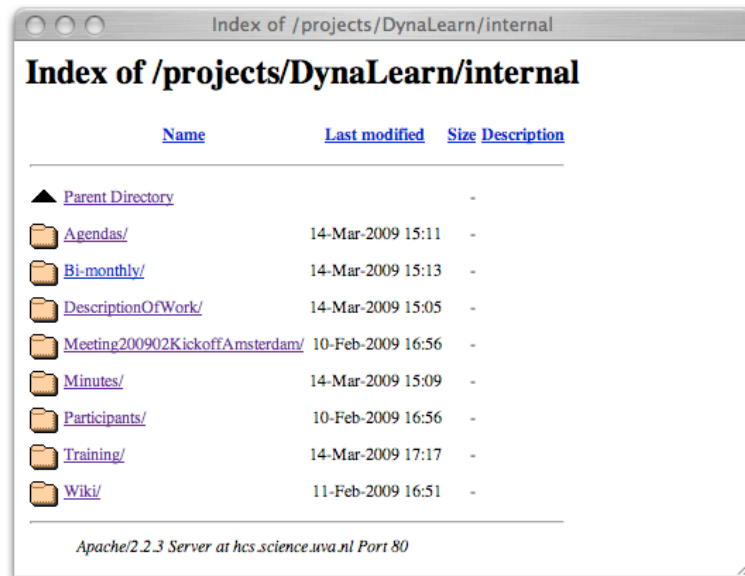 Index of /projects/DynaLearn/internal
Index of /projects/DynaLearn/internal
Name Last modified Size Description
Parent Directory -
Agendas/ 14-Mar-2009 15:11 -
Bi-monthly/ 14-Mar-2009 15:13 -
DescriptionOfWork/ 14-Mar-2009 15:05 -
Meeting200902KickoffAmsterdam/ 10-Feb-2009 16:56 -
Minutes/ 14-Mar-2009 15:09 -
Participants/ 10-Feb-2009 16:56 -
Training/ 14-Mar-2009 17:17 -
Wiki/ 11-Feb-2009 16:51 -
Apache/2.2.3 Server at hcs.science.uva.nl Port 80